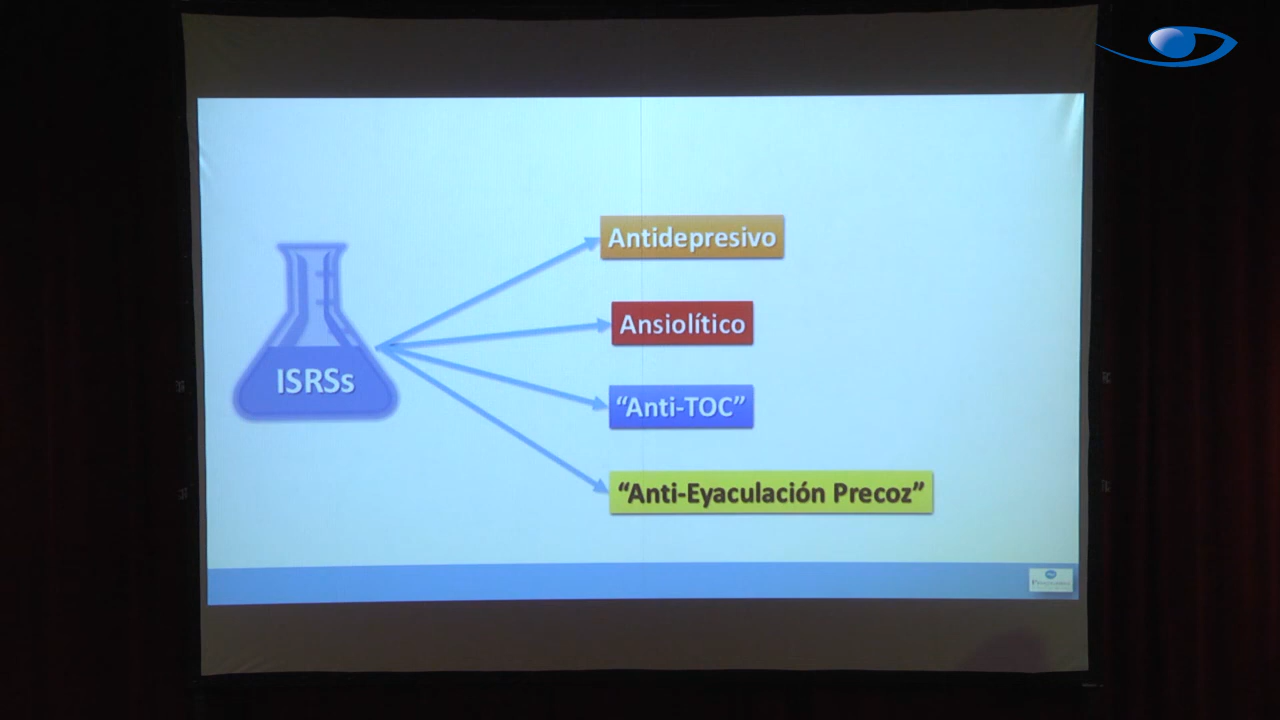 Antidepresivo
Ansiolítico
ISRSs
“Anti-TOC”
“Anti-Eyaculación Precoz”